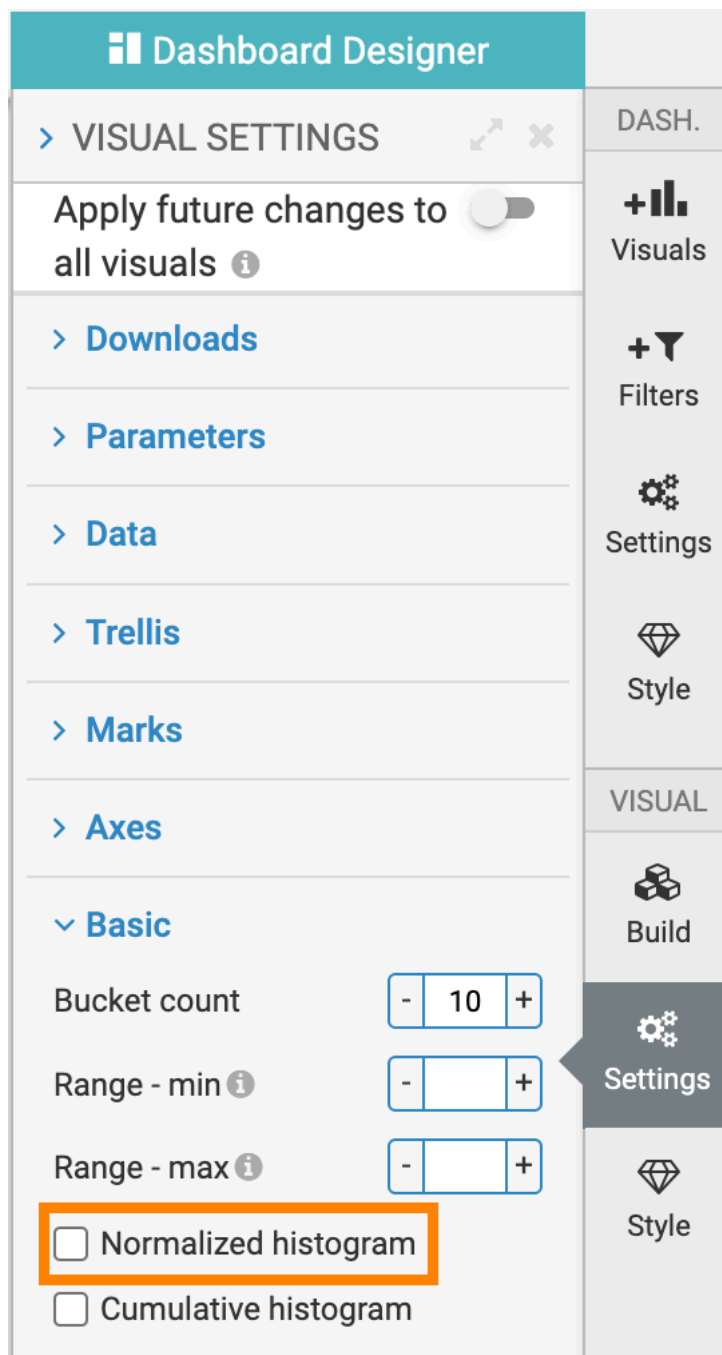 Dashboard Designer
VISUAL SETTINGS
Apply future changes to
all visuals
Downloads
Parameters
Data
Trellis
Marks
Axes
Basic
Bucket count - 10 +
Range - min - +
Range - max - +
Normalized histogram
Cumulative histogram
DASH.
Visuals
Filters
Settings
Style
VISUAL
Build
Settings
Style